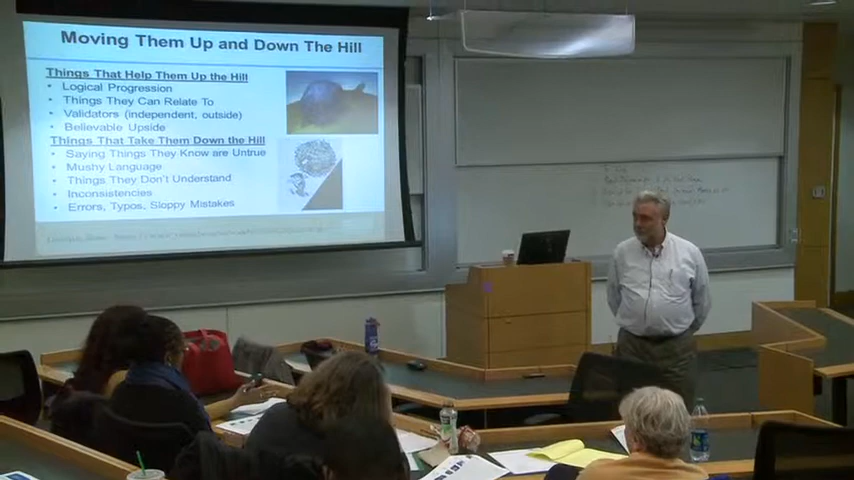 Moving Them Up and Down The Hill
Things That Help Them Up the Hill
• Logical Progression
• Things They Can Relate To
• Validators (independent, outside)
• Believable Upside
Things That Take Them Down the Hill
• Saying Things They Know are Untrue
• Mushy Language
• Things They Don't Understand
• Inconsistencies
• Errors, Typos, Sloppy Mistakes